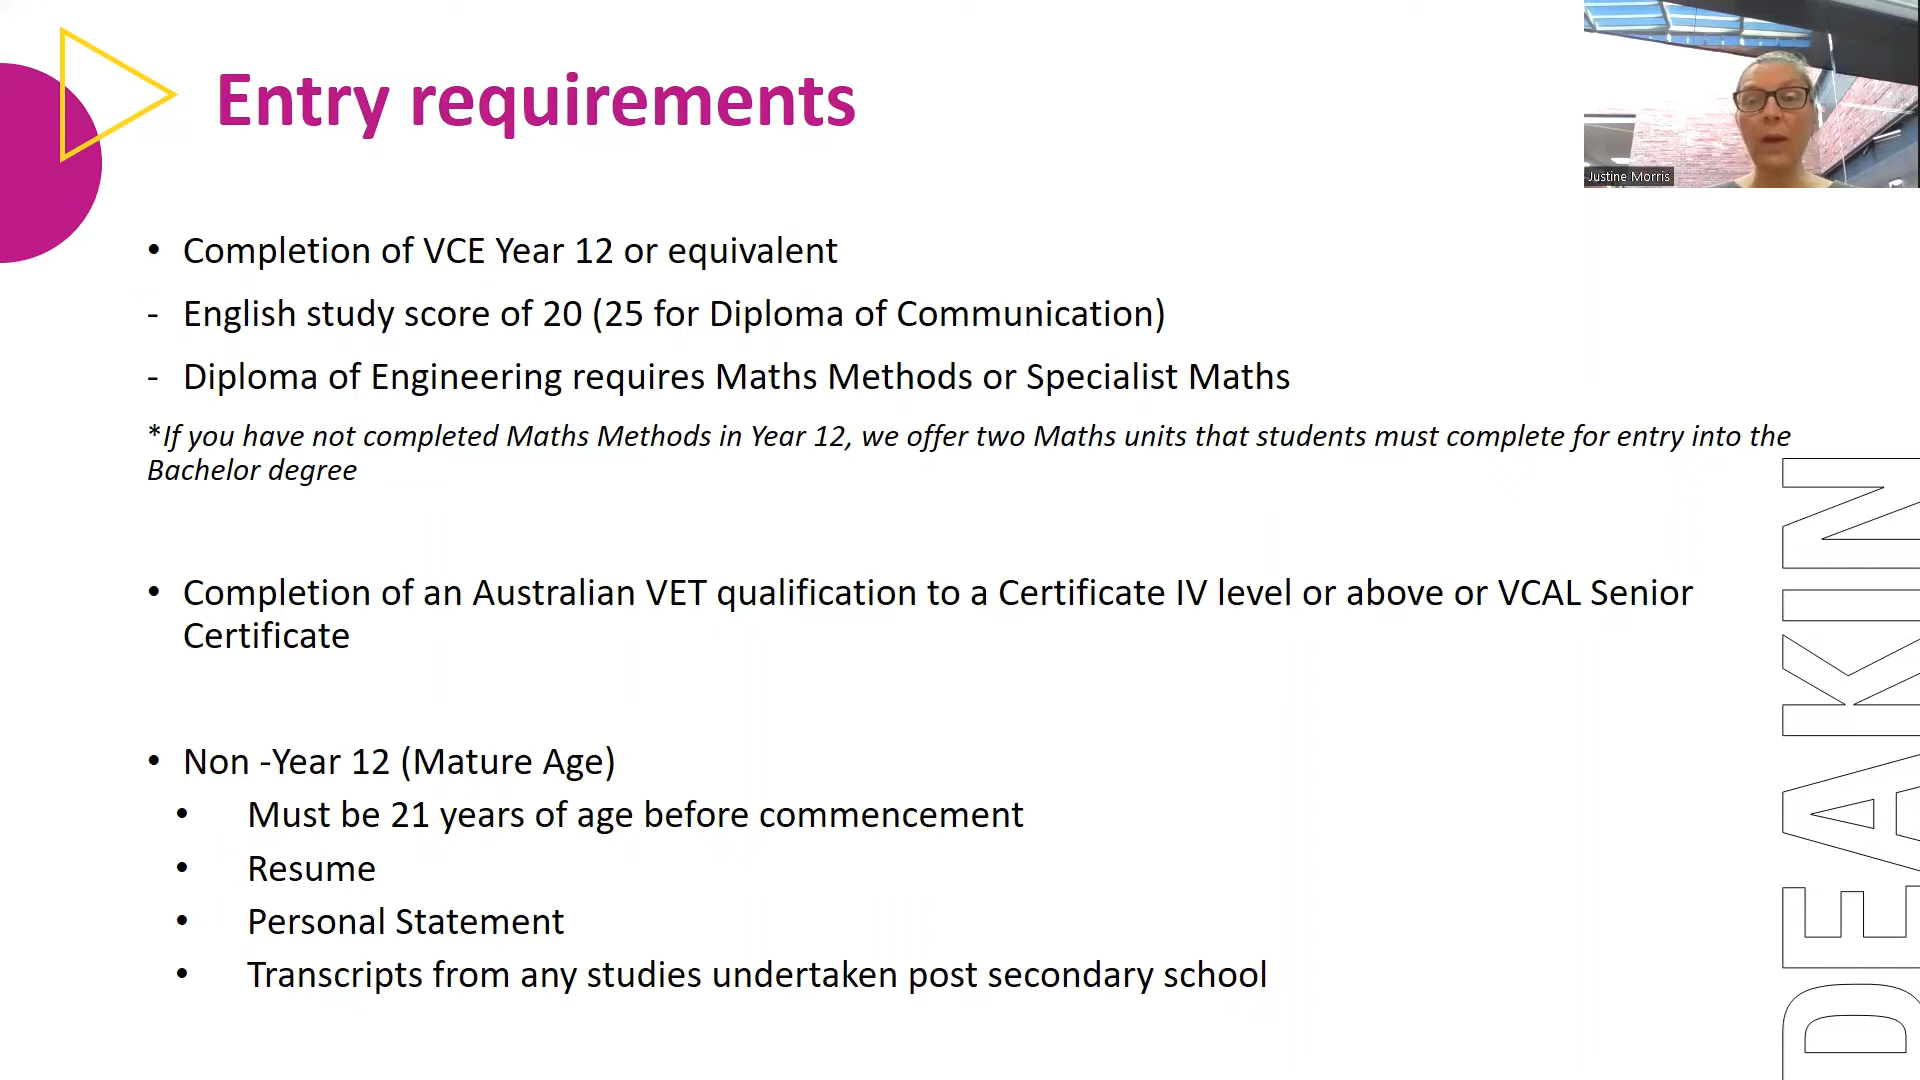 Entry requirements
Justine Morris
• Completion of VCE Year 12 or equivalent
- English study score of 20 (25 for Diploma of Communication)
- Diploma of Engineering requires Maths Methods or Specialist Maths
*If you have not completed Maths Methods in Year 12, we offer two Maths units that students must complete for entry into the
Bachelor degree
• Completion of an Australian VET qualification to a Certificate IV level or above or VCAL Senior
Certificate
• Non -Year 12 (Mature Age)
• Must be 21 years of age before commencement
• Resume
• Personal Statement
• Transcripts from any studies undertaken post secondary school
DEAKIN